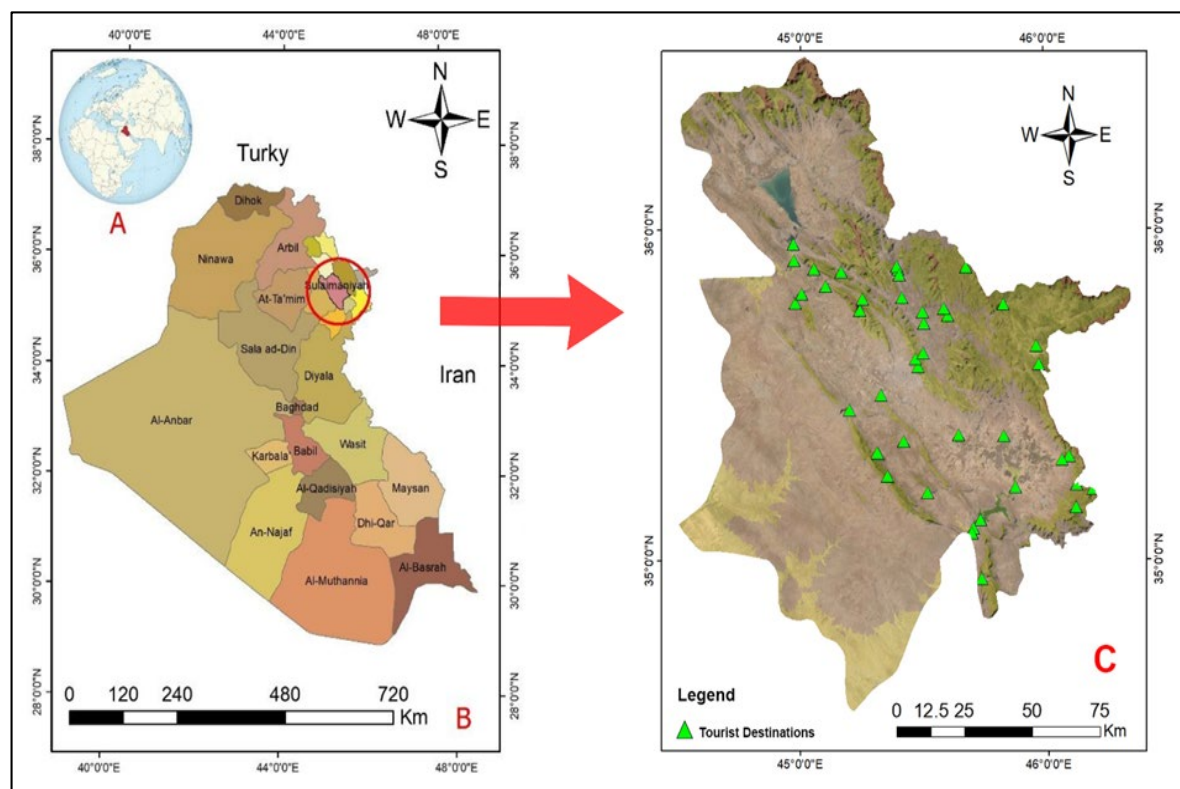 40°0'0"E 44°0'0"E 48°0'0"E
38°0'0"N 36°0'0"N 34°0'0"N 32°0'0"N 30°0'0"N 28°0'0"N
A
Turky
N
W E
S
Dihok
Ninawa
Arbil
Sulaimaniyah
At-Ta'mim
Sala ad-Din
Diyala
Iran
Al-Anbar
Baghdad
Wasit
Karbala'
Babil
Al-Qadisiyah
Maysan
An-Najaf
Dhi-Qar
Al-Muthannia
Al-Basrah
0 120 240 480 720
Km
B
38°0'0"N 36°0'0"N 34°0'0"N 32°0'0"N 30°0'0"N 28°0'0"N
40°0'0"E 44°0'0"E 48°0'0"E
45°0'0"E 46°0'0"E
36°0'0"N 35°0'0"N
N
W E
S
36°0'0"N 35°0'0"N
C
Legend
Tourist Destinations
0 12.5 25 50 75
Km
45°0'0"E 46°0'0"E